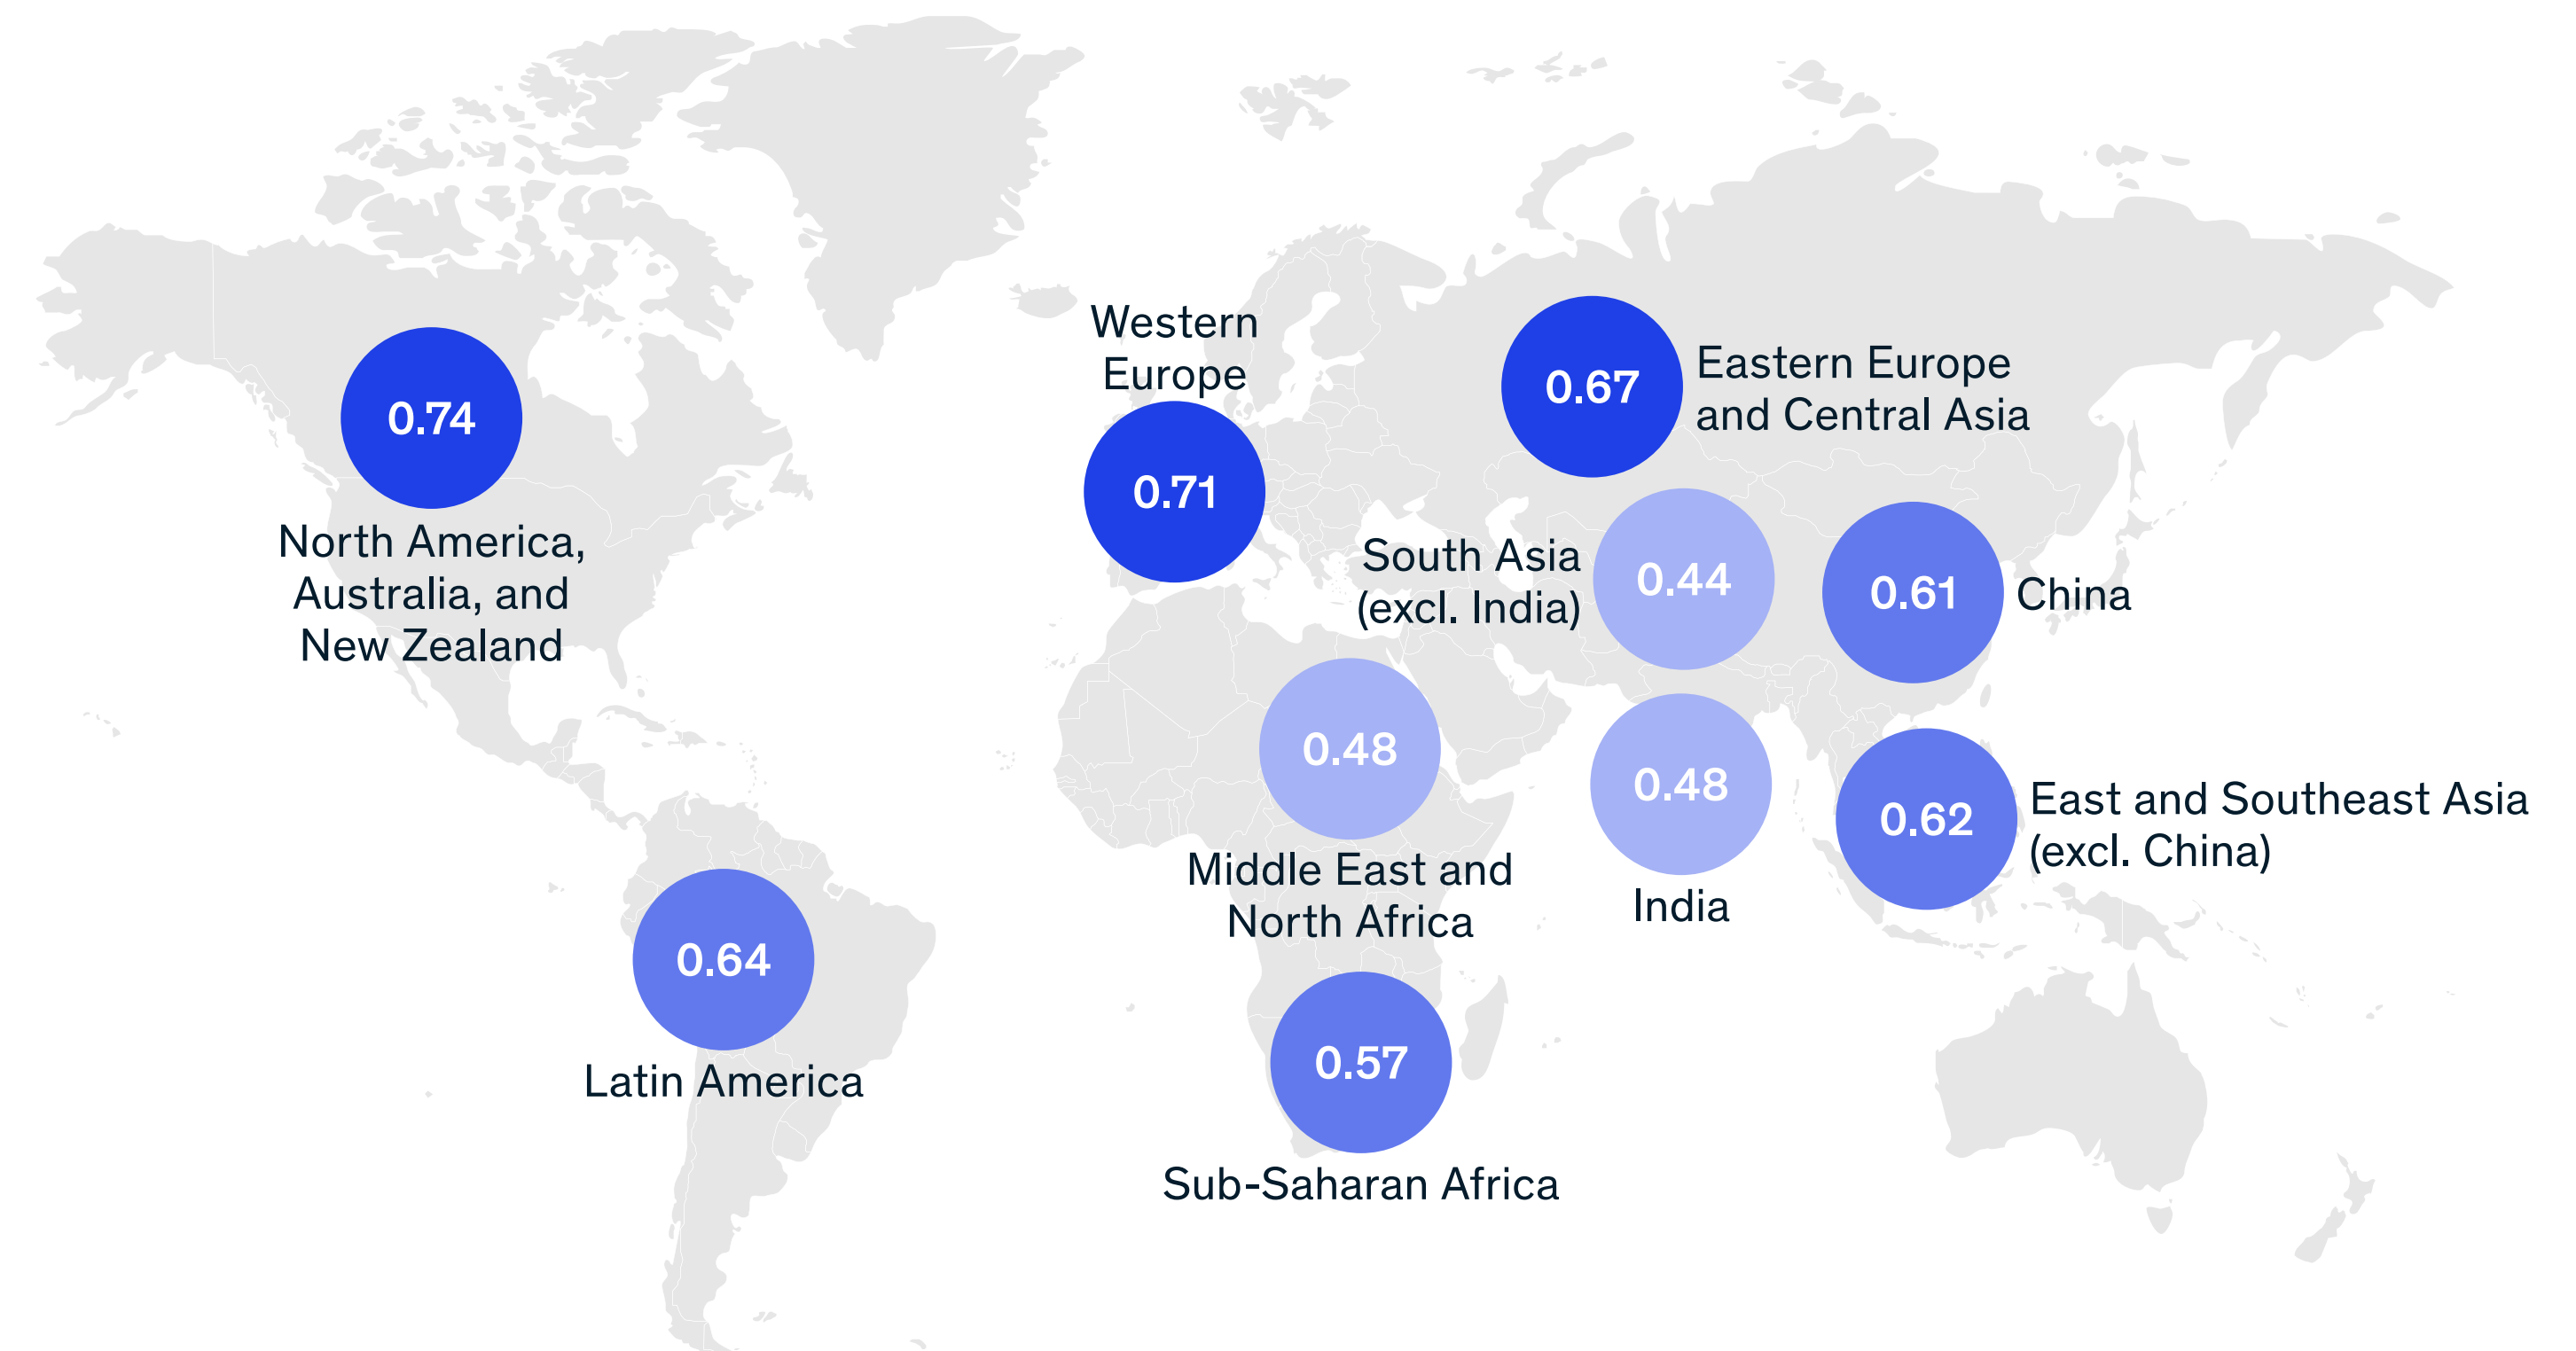 0.74
North America,
Australia, and
New Zealand
Western
Europe
0.71
0.67
Eastern Europe
and Central Asia
South Asia
(excl. India)
0.44
0.61
China
0.48
Middle East and
North Africa
0.48
India
0.62
East and Southeast Asia
(excl. China)
0.64
Latin America
0.57
Sub-Saharan Africa